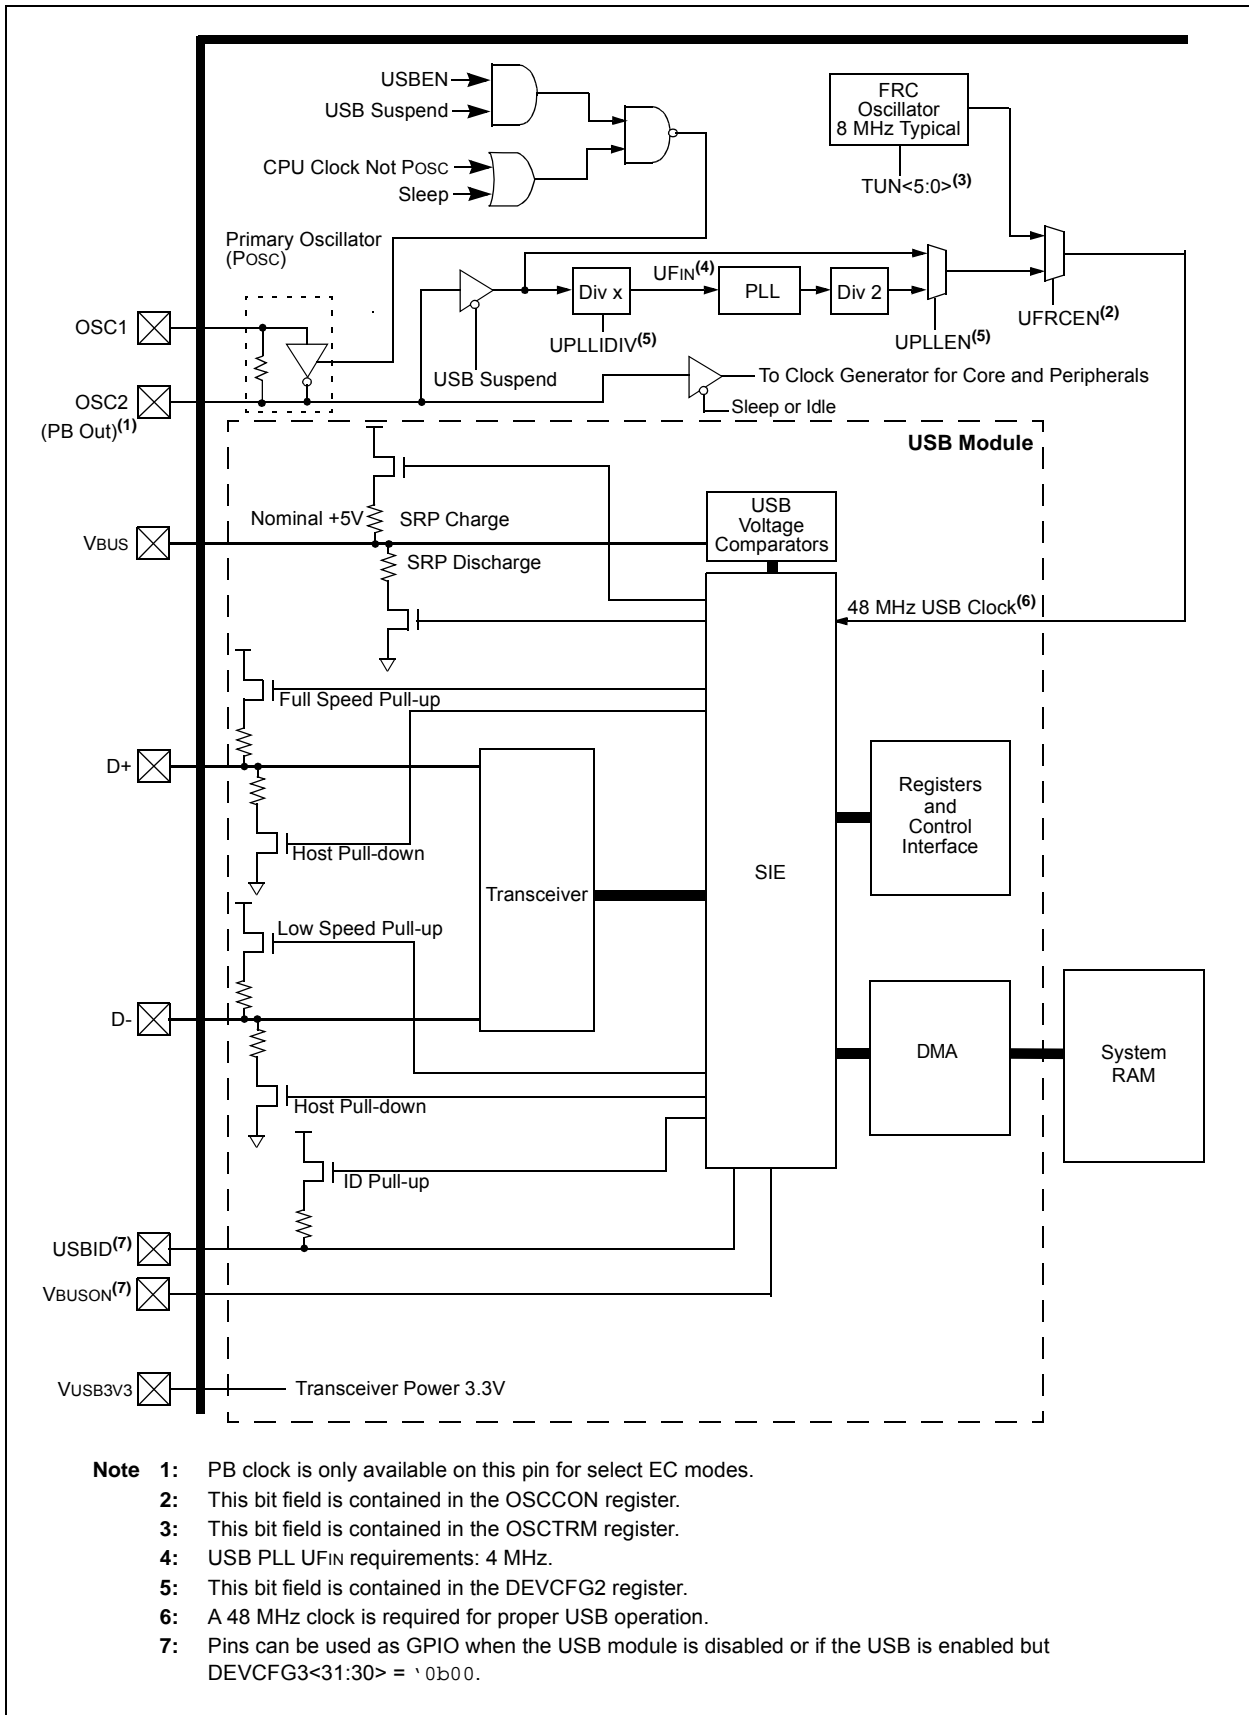 USBEN
USB Suspend
CPU Clock Not POSC
Sleep
FRC
Oscillator
8 MHz Typical
TUN<5:0>(3)
Primary Oscillator
(POSC)
UFIN(4)
Div x
PLL
Div 2
UPLLIDIV(5)
UPLLEN(5)
UFRCEN(2)
OSC1
USB Suspend
To Clock Generator for Core and Peripherals
OSC2
(PB Out)(1)
Sleep or Idle
USB Module
USB
Voltage
Comparators
Nominal +5V
SRP Charge
VBUS
SRP Discharge
48 MHz USB Clock(6)
Full Speed Pull-up
D+
Registers
and
Control
Interface
Host Pull-down
SIE
Transceiver
Low Speed Pull-up
D-
DMA
System
RAM
Host Pull-down
ID Pull-up
USBID(7)
VBUSON(7)
VUSB3V3
Transceiver Power 3.3V
Note 1: PB clock is only available on this pin for select EC modes.
2: This bit field is contained in the OSCCON register.
3: This bit field is contained in the OSCTRM register.
4: USB PLL UFIN requirements: 4 MHz.
5: This bit field is contained in the DEVCFG2 register.
6: A 48 MHz clock is required for proper USB operation.
7: Pins can be used as GPIO when the USB module is disabled or if the USB is enabled but
DEVCFG3<31:30> = ‘0b00.